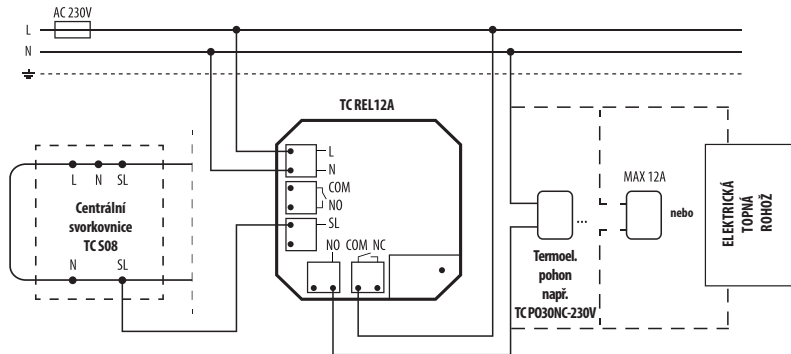 AC 230V
L
N
TC REL12A
L
N
COM
NO
SL
NO COM NC
L N SL
Centrální
svorkovnice
TC S08
N SL
...
Termoel.
pohon
např.
TC PO30NC-230V
MAX 12A
nebo
ELEKTRICKÁ
TOPNÁ
ROHOŽ